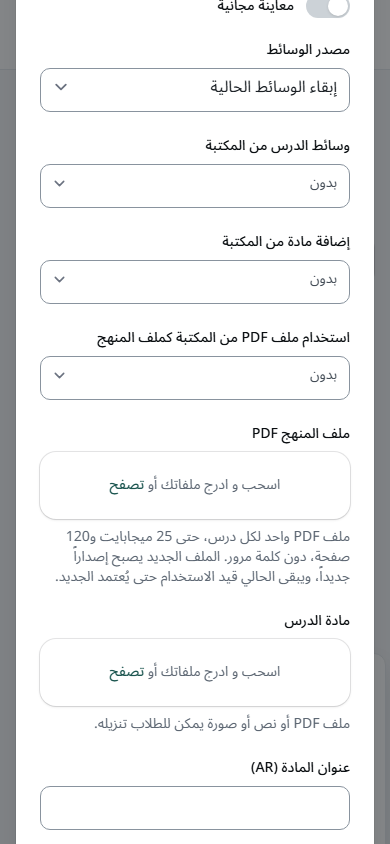 معاينة مجانية
مصدر الوسائط
إبقاء الوسائط الحالية
وسائط الدرس من المكتبة
بدون
إضافة مادة من المكتبة
بدون
استخدام ملف PDF من المكتبة كملف المنهج
بدون
ملف المنهج PDF
اسحب و ادرج ملفاتك أو تصفح
ملف PDF واحد لكل درس، حتى 25 ميجابايت و120
صفحة، دون كلمة مرور. الملف الجديد يصبح إصداراً
جديداً، ويبقى الحالي قيد الاستخدام حتى يُعتمد الجديد.
مادة الدرس
اسحب و ادرج ملفاتك أو تصفح
ملف PDF أو نص أو صورة يمكن للطلاب تنزيله.
عنوان المادة (AR)